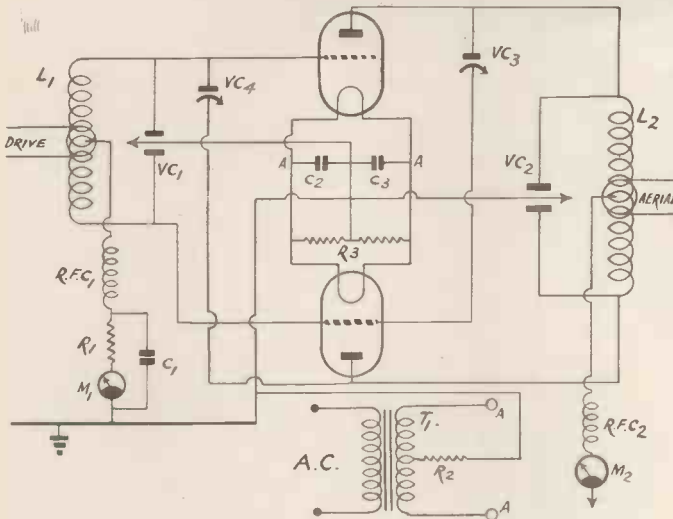 L1
VC4
VC3
L2
DRIVE
VC1
A
C2
C3
A
VC2
AERIAL
R3
R.F.C1
R1
C1
M1
A.C.
T1.
A
R2
A
R.F.C2
M2